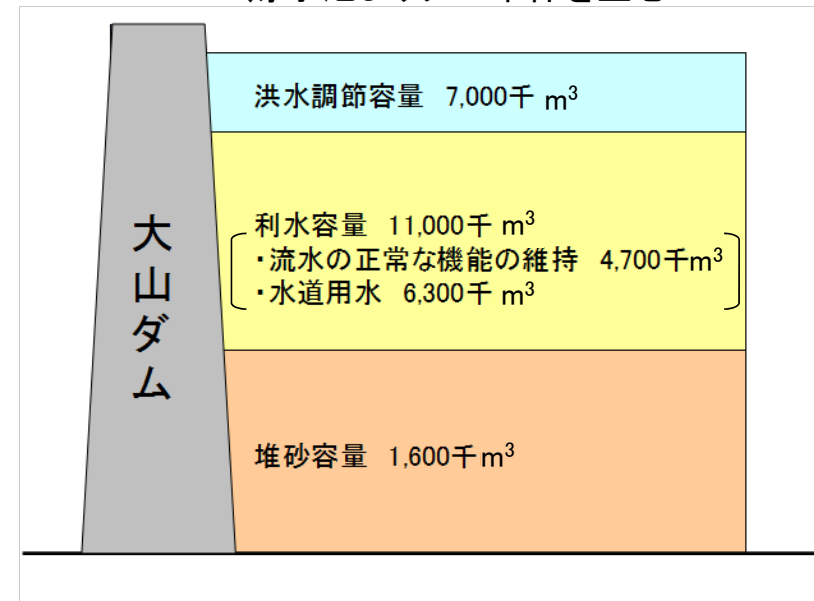 洪水調節容量 7,000千 m³
利水容量 11,000千 m³
・流水の正常な機能の維持 4,700千m³
・水道用水 6,300千 m³
大山ダム
堆砂容量 1,600千m³